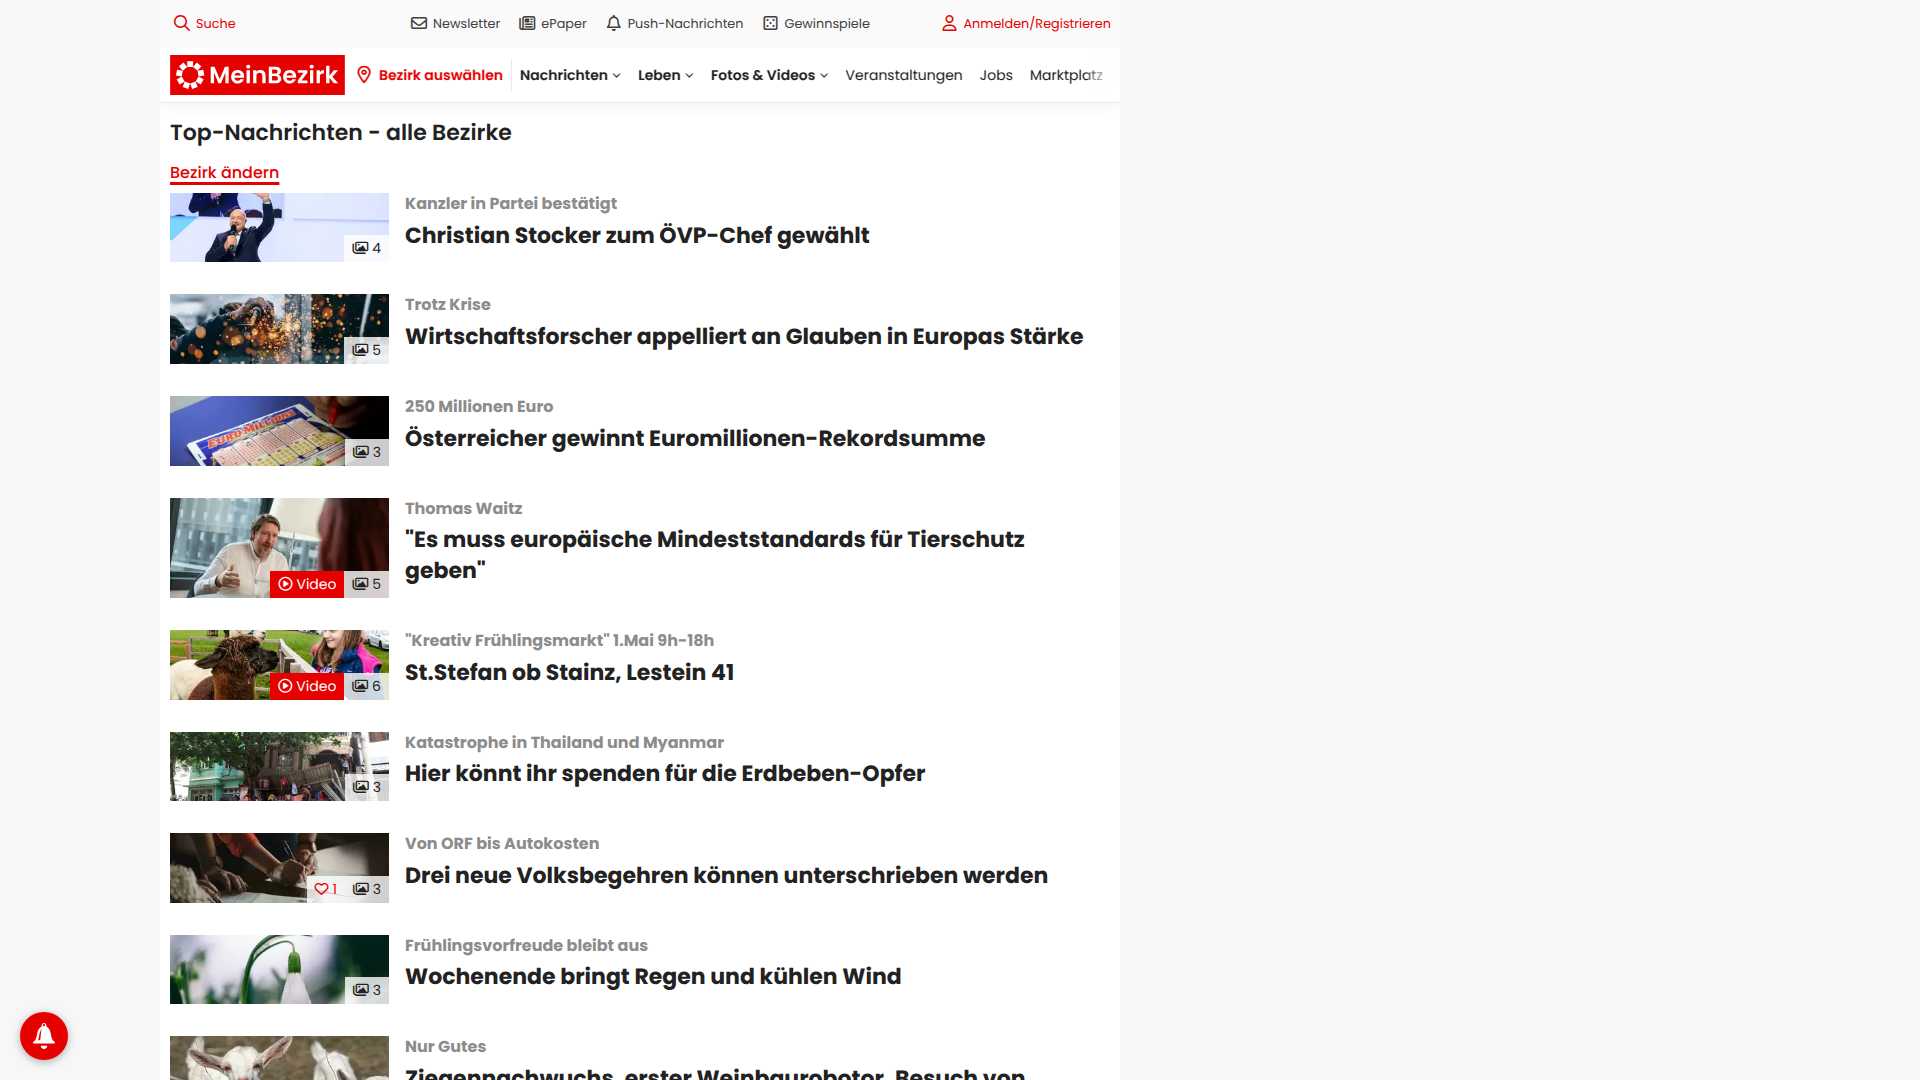 Suche
Newsletter
ePaper
Push-Nachrichten
Gewinnspiele
Anmelden/Registrieren
MeinBezirk
Bezirk auswählen
Nachrichten
Leben
Fotos & Videos
Veranstaltungen
Jobs
Marktplatz
Top-Nachrichten - alle Bezirke
Bezirk ändern
4
Kanzler in Partei bestätigt
Christian Stocker zum ÖVP-Chef gewählt
5
Trotz Krise
Wirtschaftsforscher appelliert an Glauben in Europas Stärke
EURO MILLIONEN
3
250 Millionen Euro
Österreicher gewinnt Euromillionen-Rekordsumme
Video
5
Thomas Waitz
"Es muss europäische Mindeststandards für Tierschutz
geben"
Video
6
"Kreativ Frühlingsmarkt" 1.Mai 9h-18h
St.Stefan ob Stainz, Lestein 41
3
Katastrophe in Thailand und Myanmar
Hier könnt ihr spenden für die Erdbeben-Opfer
1
3
Von ORF bis Autokosten
Drei neue Volksbegehren können unterschrieben werden
3
Frühlingsvorfreude bleibt aus
Wochenende bringt Regen und kühlen Wind
Nur Gutes
Ziegennachwuchs, erster Weinbauroboter, Besuch von